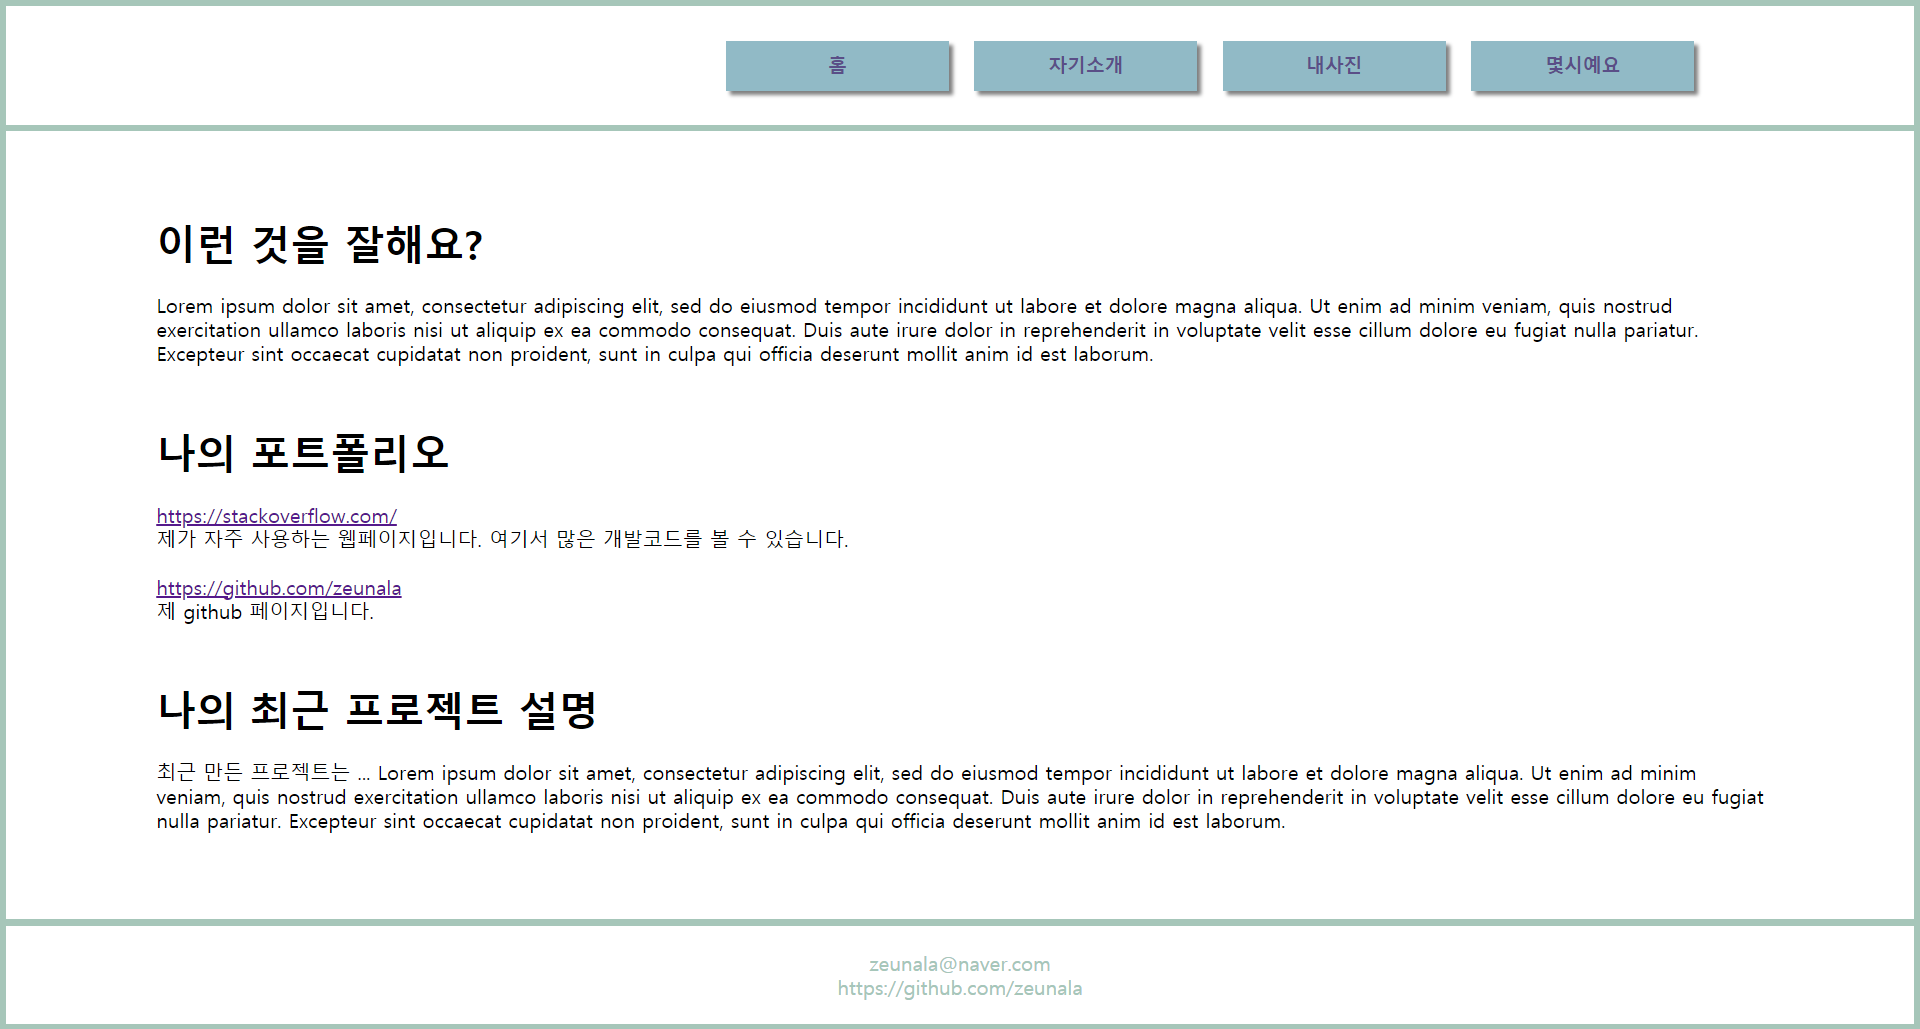 홈
자기소개
내사진
몇시예요
이런 것을 잘해요?
Lorem ipsum dolor sit amet, consectetur adipiscing elit, sed do eiusmod tempor incididunt ut labore et dolore magna aliqua. Ut enim ad minim veniam, quis nostrud
exercitation ullamco laboris nisi ut aliquip ex ea commodo consequat. Duis aute irure dolor in reprehenderit in voluptate velit esse cillum dolore eu fugiat nulla pariatur.
Excepteur sint occaecat cupidatat non proident, sunt in culpa qui officia deserunt mollit anim id est laborum.
나의 포트폴리오
https://stackoverflow.com/
제가 자주 사용하는 웹페이지입니다. 여기서 많은 개발코드를 볼 수 있습니다.
https://github.com/zeunala
제 github 페이지입니다.
나의 최근 프로젝트 설명
최근 만든 프로젝트는 ... Lorem ipsum dolor sit amet, consectetur adipiscing elit, sed do eiusmod tempor incididunt ut labore et dolore magna aliqua. Ut enim ad minim
veniam, quis nostrud exercitation ullamco laboris nisi ut aliquip ex ea commodo consequat. Duis aute irure dolor in reprehenderit in voluptate velit esse cillum dolore eu fugiat
nulla pariatur. Excepteur sint occaecat cupidatat non proident, sunt in culpa qui officia deserunt mollit anim id est laborum.
zeunala@naver.com
https://github.com/zeunala